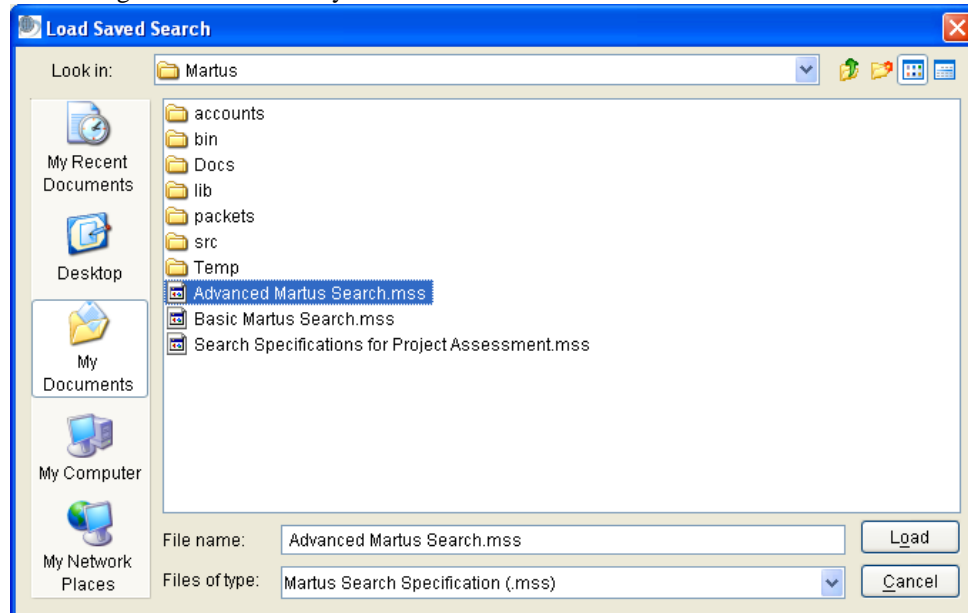 Load Saved Search
Look in:
Martus
My Recent
Documents
Desktop
My
Documents
My Computer
My Network
Places
accounts
bin
Docs
lib
packets
src
Temp
Advanced Martus Search.mss
Basic Martus Search.mss
Search Specifications for Project Assessment.mss
File name:
Advanced Martus Search.mss
Load
Files of type:
Martus Search Specification (.mss)
Cancel